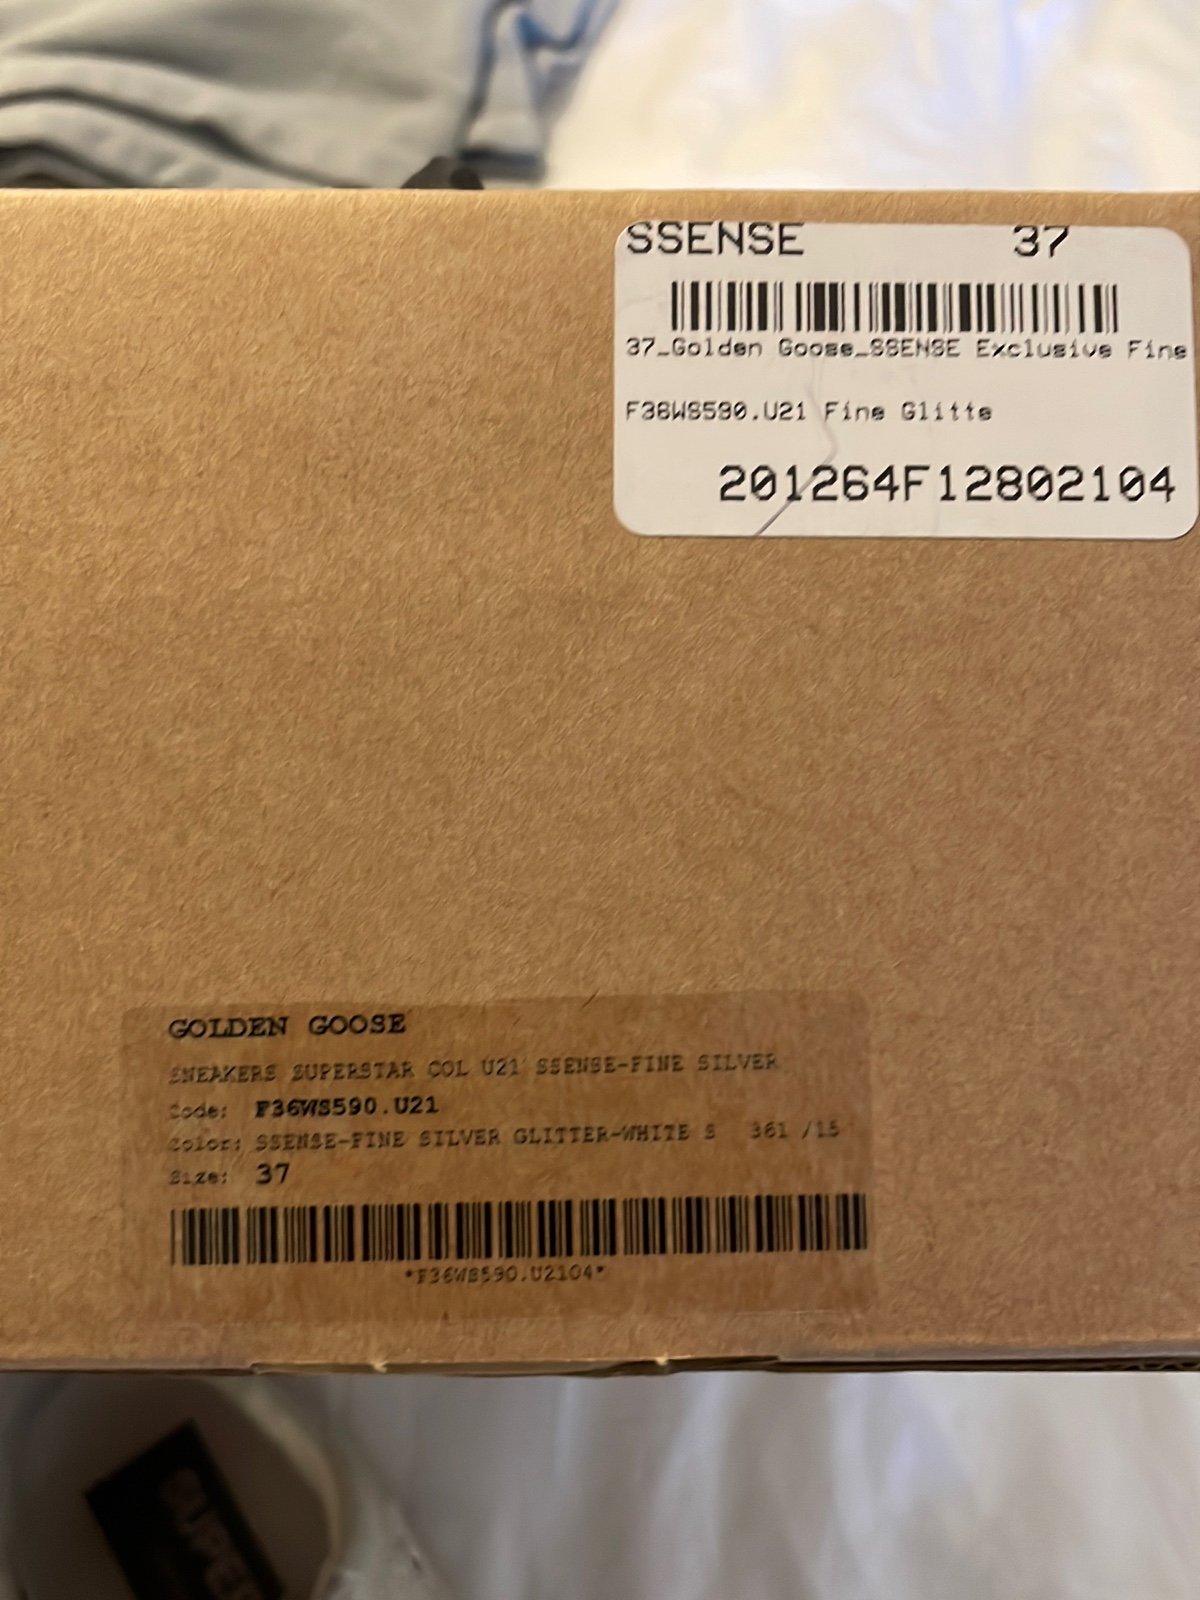 SSENSE 37
37_Golden Goose_SSENSE Exclusive Fine
F36WS590.U21 Fine Glitte
201264F12802104
GOLDEN GOOSE
SNEAKERS SUPERSTAR COL U21 SSENSE-FINE SILVER
Code: F36WS590.U21
Color: SSENSE-FINE SILVER GLITTER-WHITE S 361 /15
Size: 37
*F36WS590.U2104*
SUPER